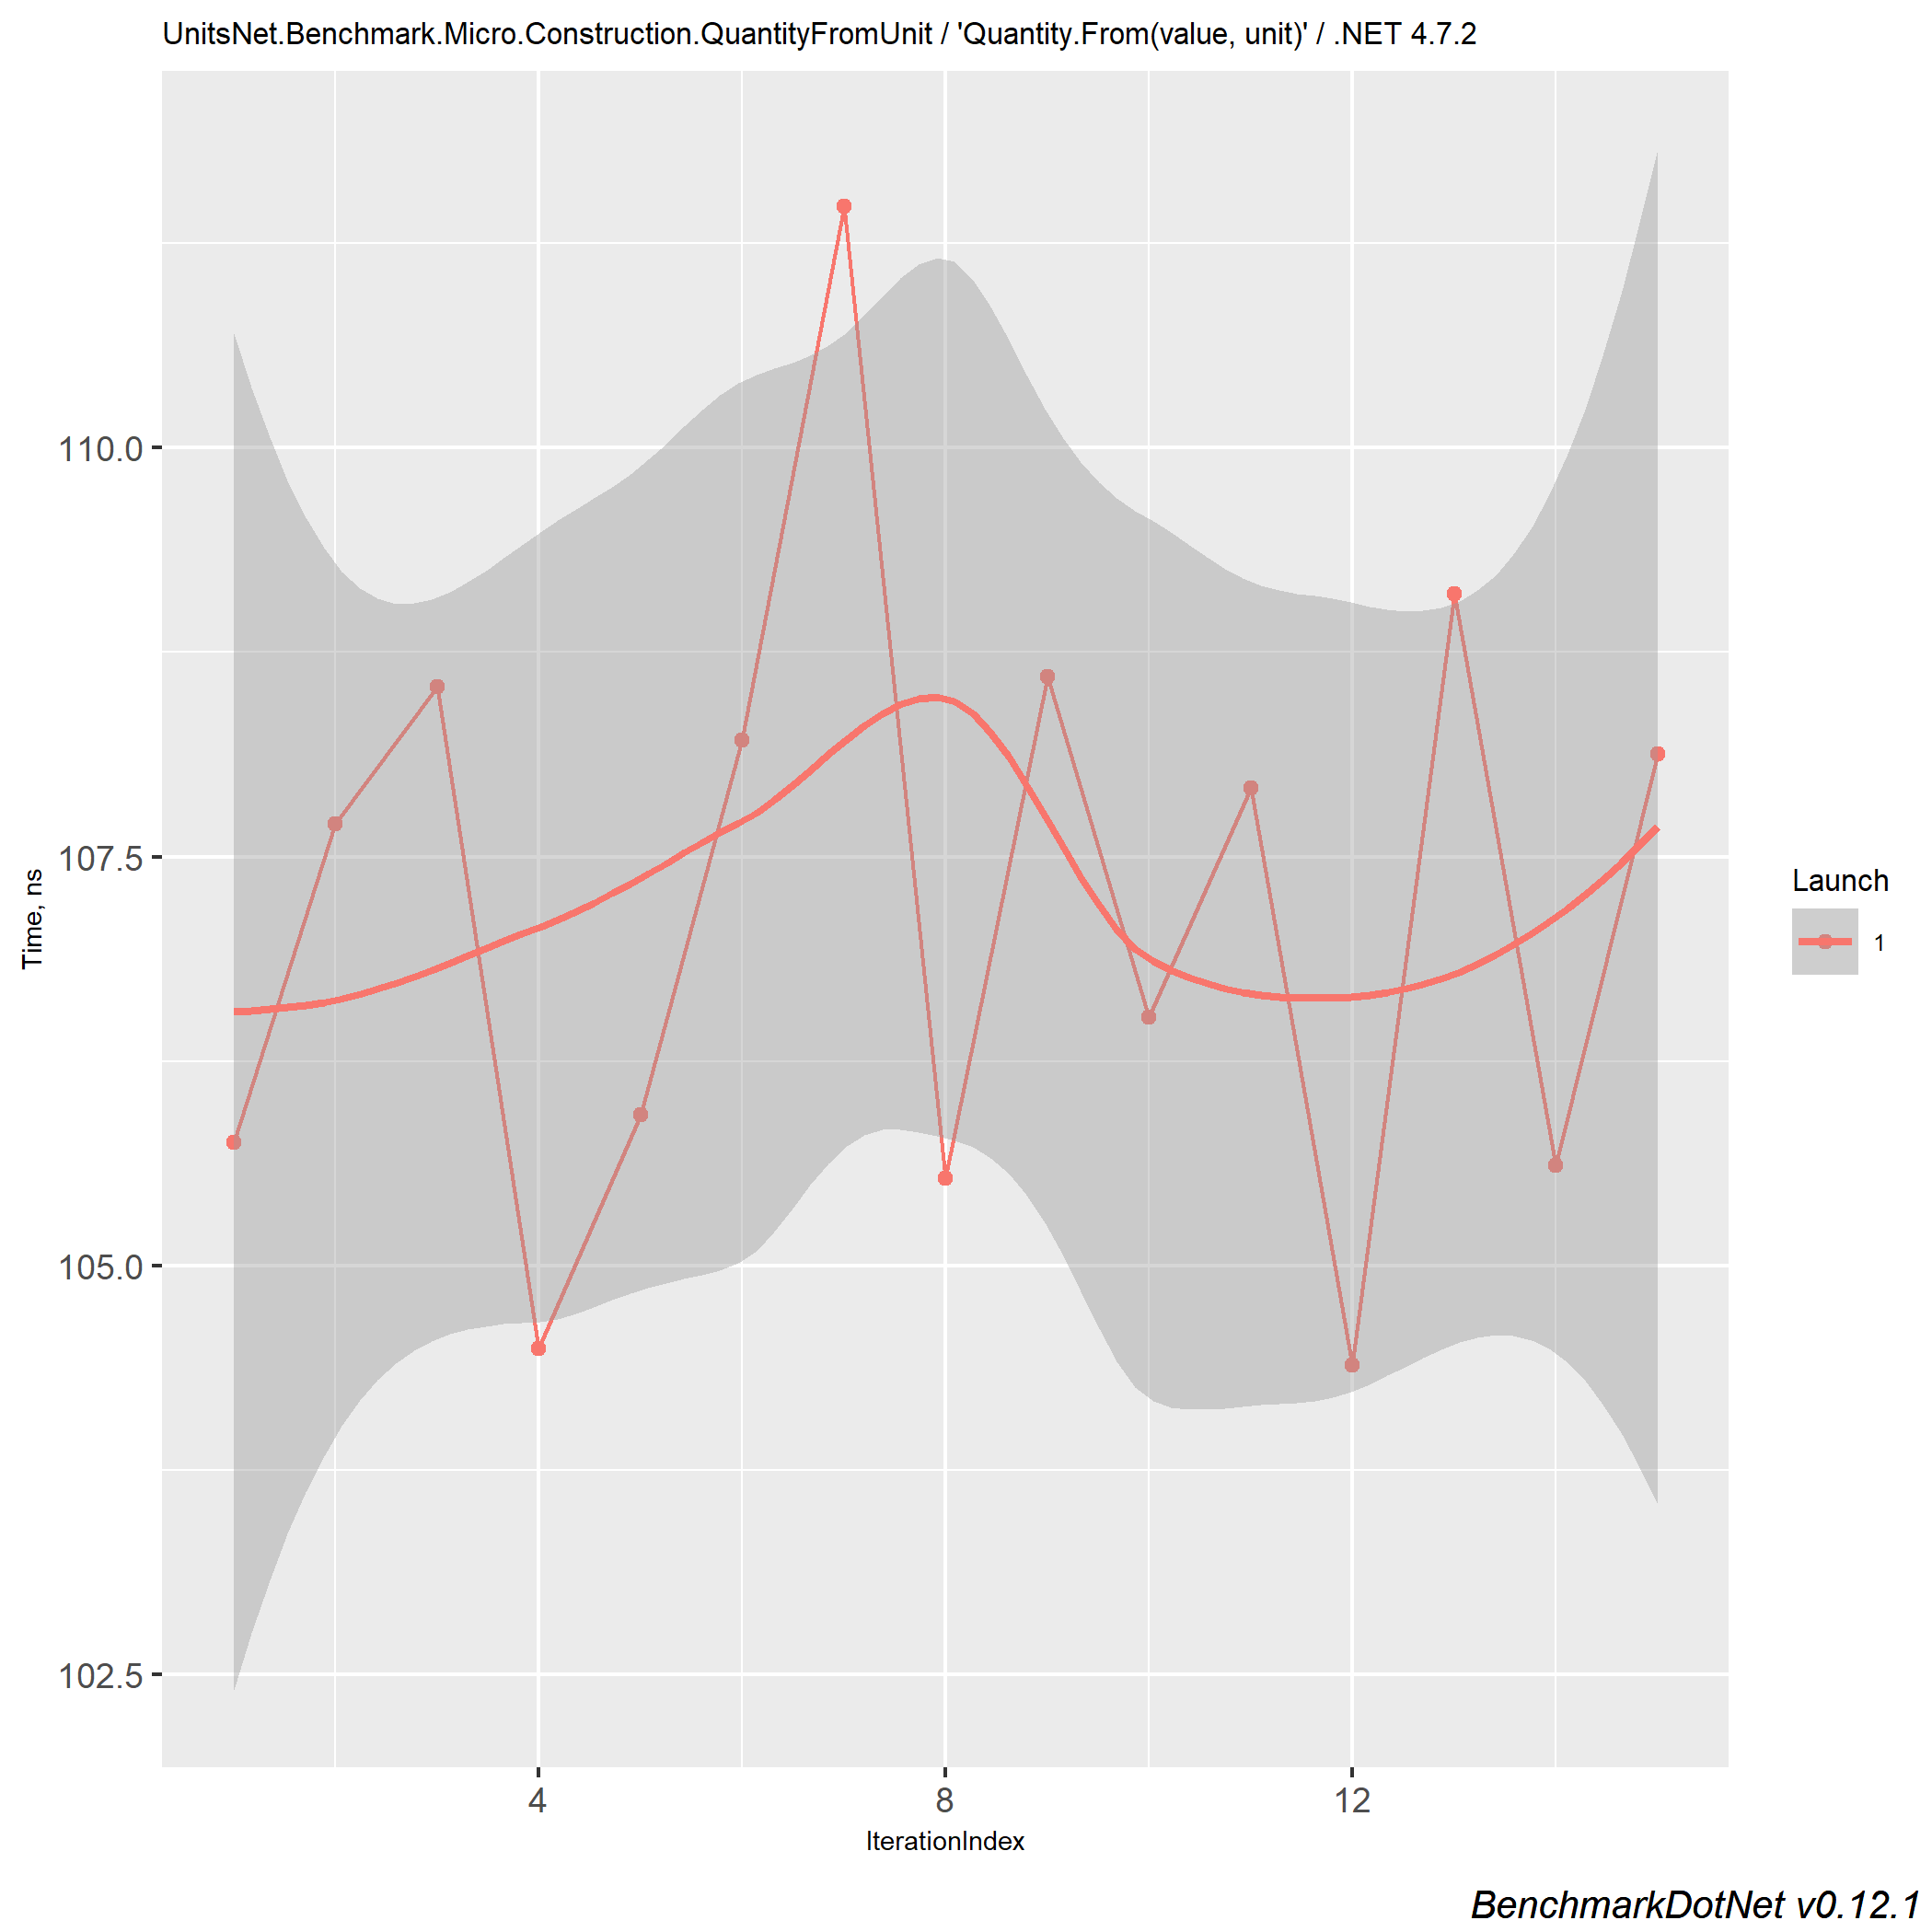 UnitsNet.Benchmark.Micro.Construction.QuantityFromUnit / 'Quantity.From(value, unit)' / .NET 4.7.2
110.0
107.5
105.0
102.5
Time, ns
4 8 12
IterationIndex
Launch
1
BenchmarkDotNet v0.12.1